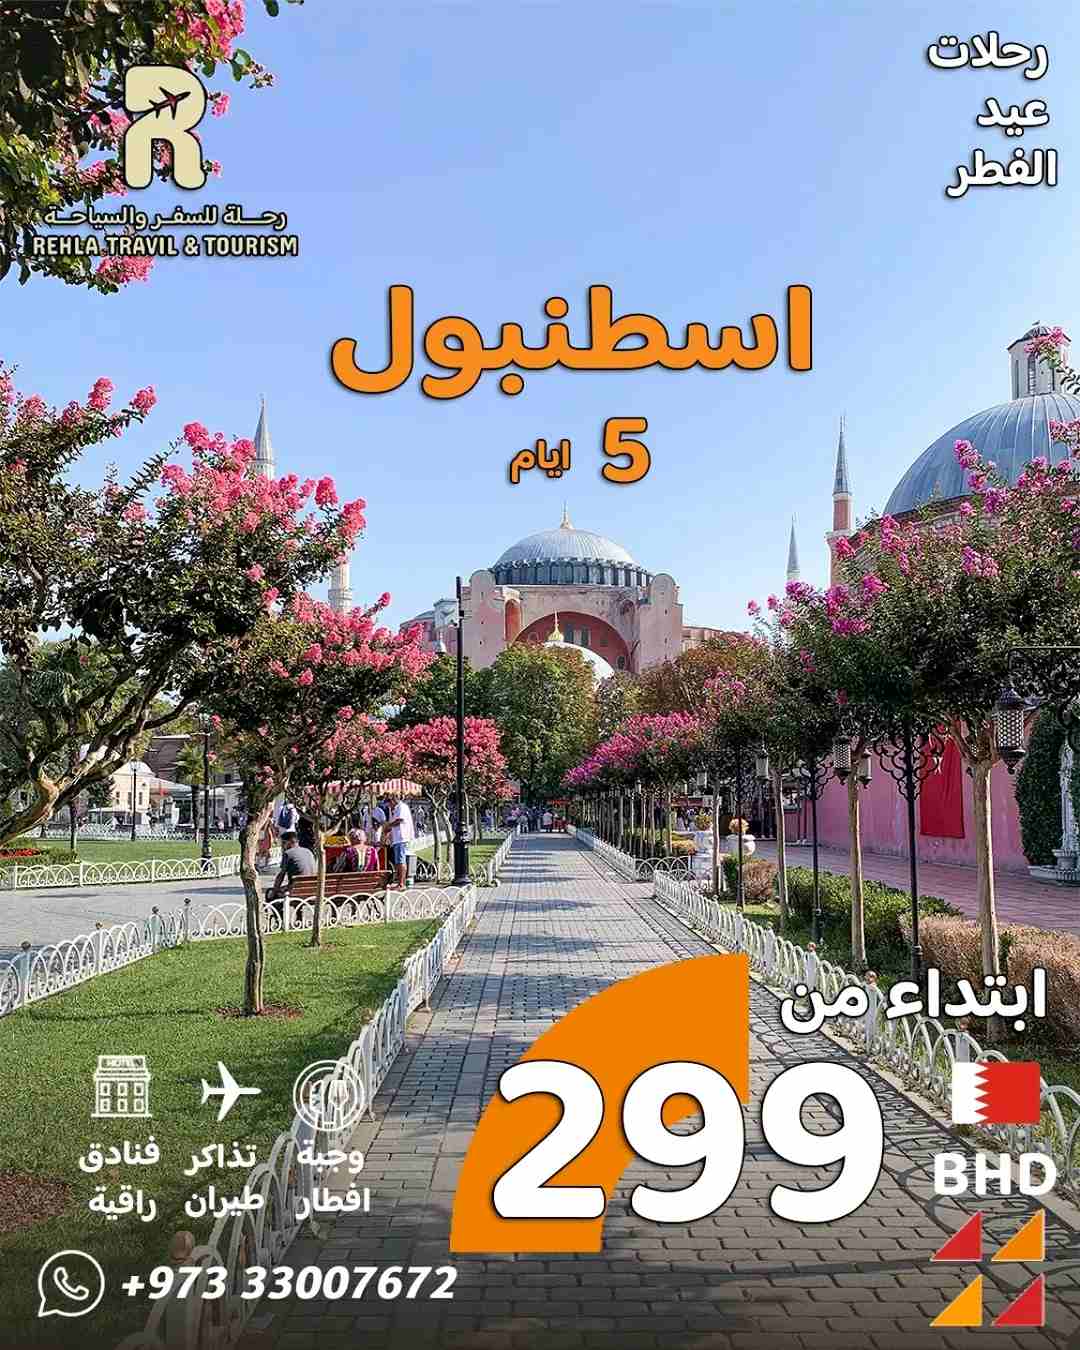 رحلات
عيد
الفطر
رحلة للسفر والسياحة
REHLA TRAVIL & TOURISM
اسطنبول
5 ايام
ابتداء من
299
BHD
HOTEL
فنادق
راقية
تذاكر
طيران
وجبة
افطار
+973 33007672